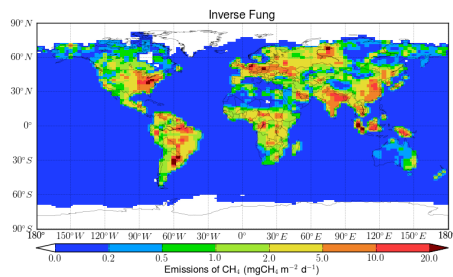 Inverse Fung
90° N
60° N
30° N
0°
30° S
60° S
90° S
180° 150°W 120°W 90°W 60°W 30°W 0° 30°E 60°E 90°E 120°E 150°E 180°
0.0 0.2 0.5 1.0 2.0 5.0 10.0 20.0
Emissions of CH₄ (mgCH₄ m⁻² d⁻¹)